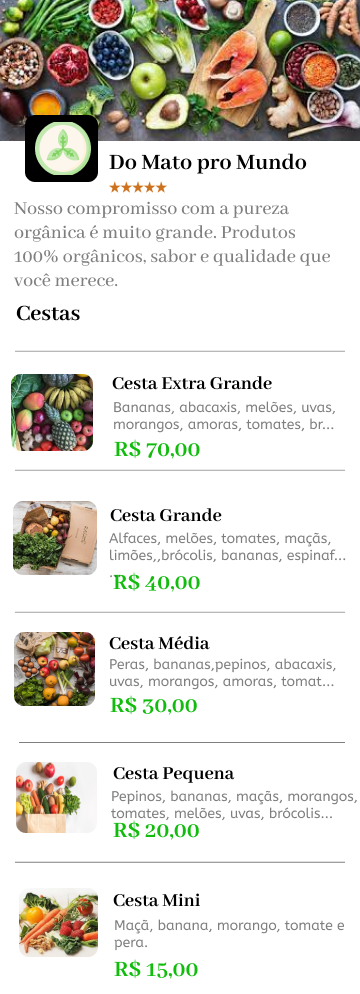 Do Mato pro Mundo
★★★★★
Nosso compromisso com a pureza
orgânica é muito grande. Produtos
100% orgânicos, sabor e qualidade que
você merece.
Cestas
Cesta Extra Grande
Bananas, abacaxis, melões, uvas,
morangos, amoras, tomates, br...
R$ 70,00
Cesta Grande
Alfaces, melões, tomates, maçãs,
limões,,brócolis, bananas, espinaf...
.
R$ 40,00
Cesta Média
Peras, bananas,pepinos, abacaxis,
uvas, morangos, amoras, tomat...
R$ 30,00
Cesta Pequena
Pepinos, bananas, maçãs, morangos,
tomates, melões, uvas, brócolis...
R$ 20,00
Cesta Mini
Maçã, banana, morango, tomate e
pera.
R$ 15,00